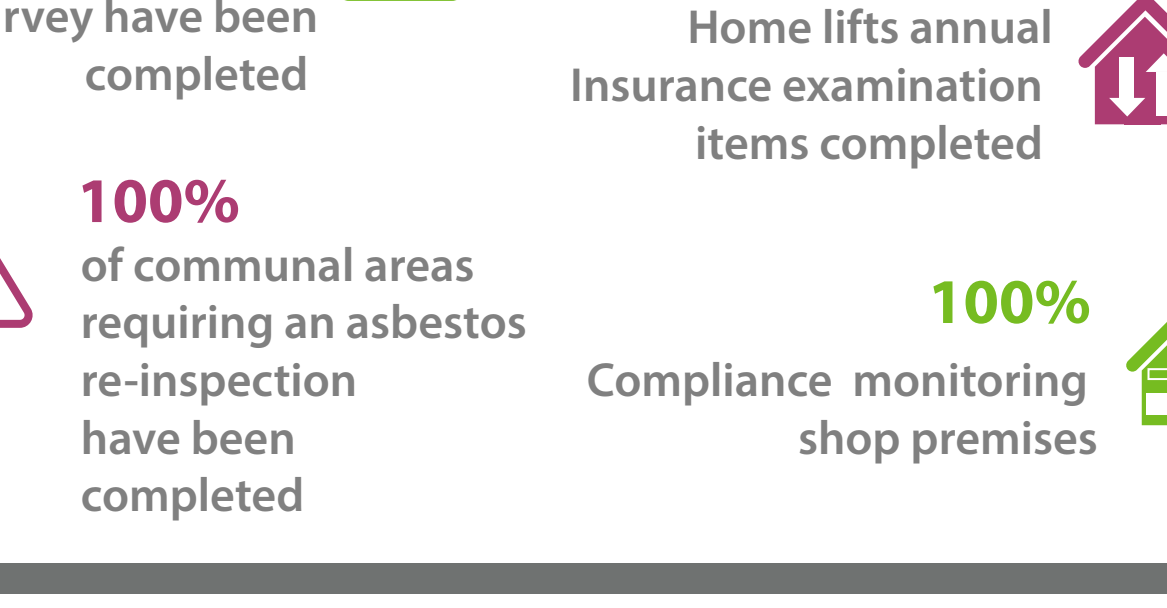 have been
completed
Home lifts annual
Insurance examination
items completed
100%
of communal areas
requiring an asbestos
re-inspection
have been
completed
100%
Compliance monitoring
shop premises